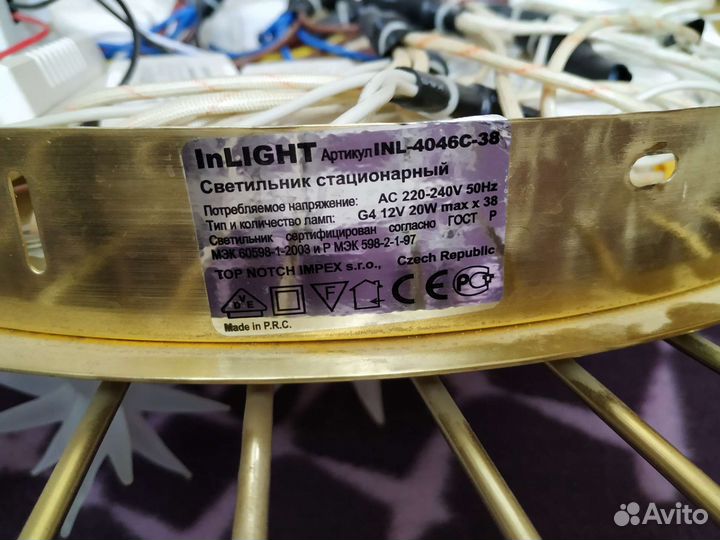 InLIGHT Артикул INL-4046C-38
Светильник стационарный
Потребляемое напряжение: AC 220-240V 50Hz
Тип и количество ламп: G4 12V 20W max x 38
Светильник сертифицирован согласно ГОСТ Р
МЭК 60598-1-2003 и Р МЭК 598-2-1-97
TOP NOTCH IMPEX s.r.o., Czech Republic
D V E F CE PC
Made in P.R.C.
Avito